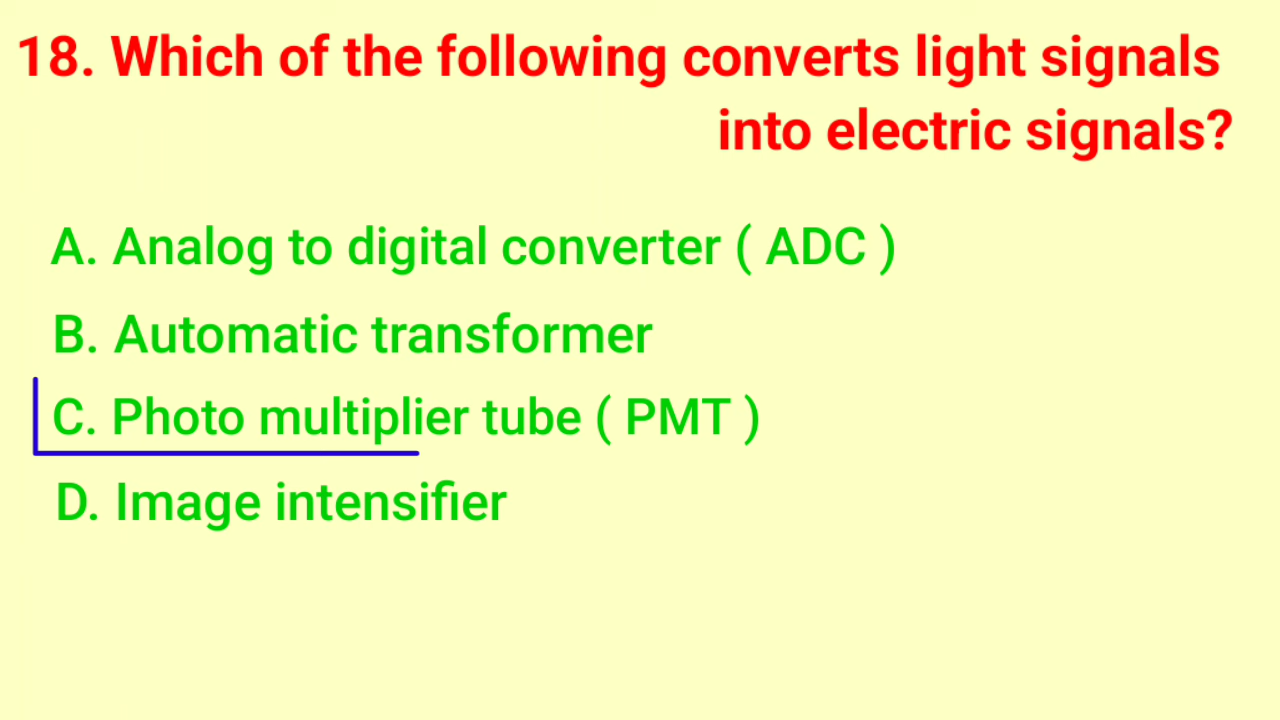 18. Which of the following converts light signals
into electric signals?
A. Analog to digital converter ( ADC )
B. Automatic transformer
C. Photo multiplier tube ( PMT )
D. Image intensifier